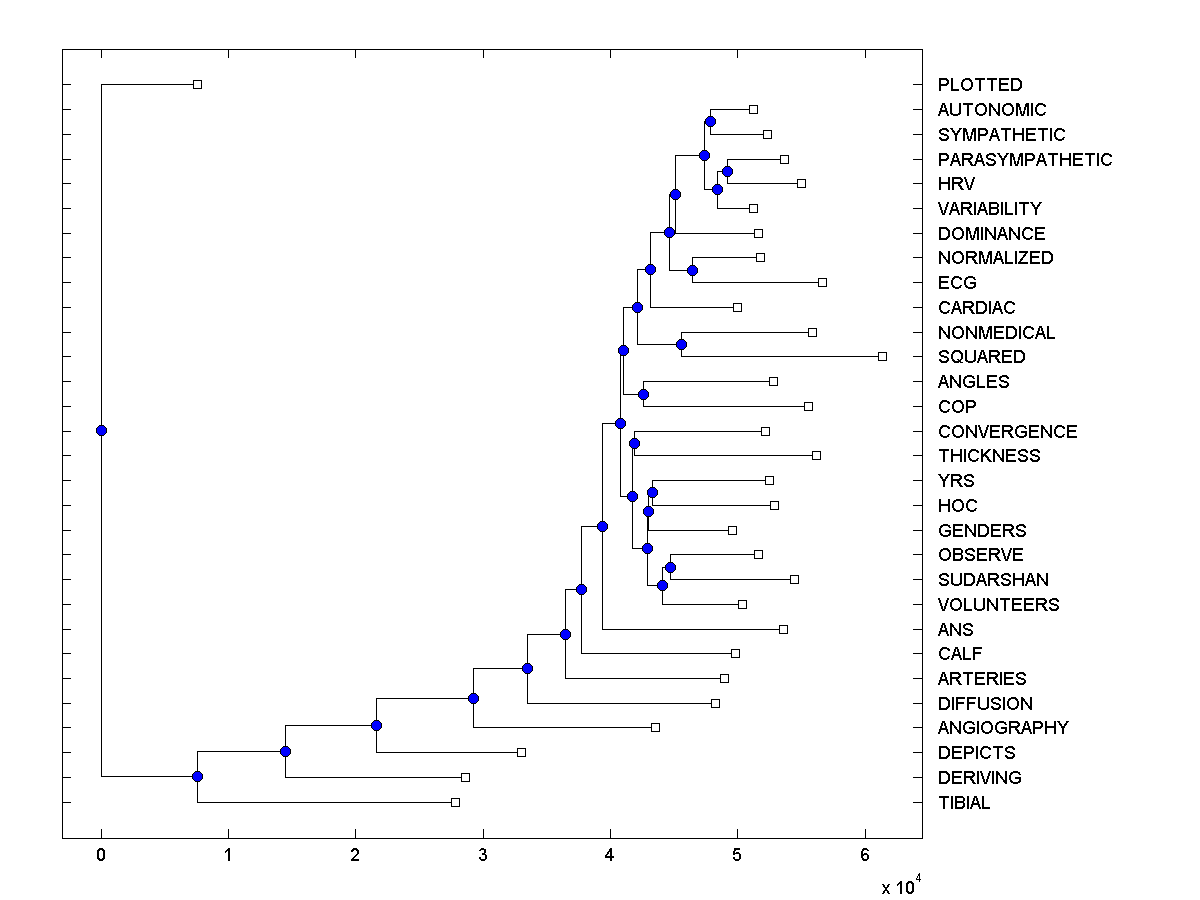 PLOTTED
AUTONOMIC
SYMPATHETIC
PARASYMPATHETIC
HRV
VARIABILITY
DOMINANCE
NORMALIZED
ECG
CARDIAC
NONMEDICAL
SQUARED
ANGLES
COP
CONVERGENCE
THICKNESS
YRS
HOC
GENDERS
OBSERVE
SUDARSHAN
VOLUNTEERS
ANS
CALF
ARTERIES
DIFFUSION
ANGIOGRAPHY
DEPICTS
DERIVING
TIBIAL
0 1 2 3 4 5 6
x 10^4